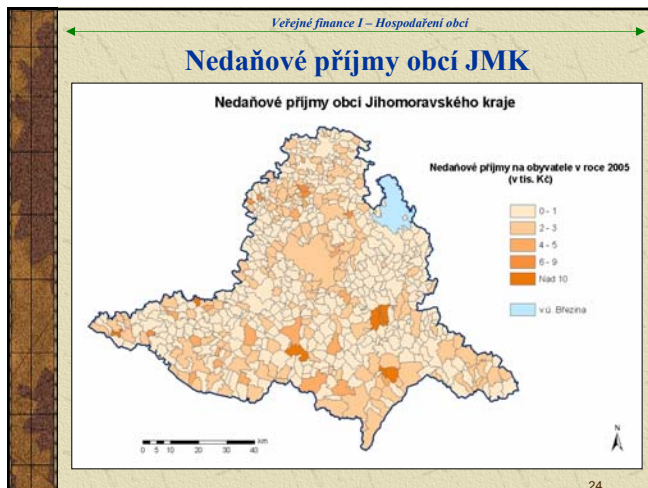 Veřejné finance I – Hospodaření obcí
Nedaňové příjmy obcí JMK
Nedaňové příjmy obcí Jihomoravského kraje
Nedaňové příjmy na obyvatele v roce 2005
(v tis. Kč)
0 - 1
2 - 3
4 - 5
6 - 9
Nad 10
v.ú. Březina
km
0 5 10 20 30 40
N
24